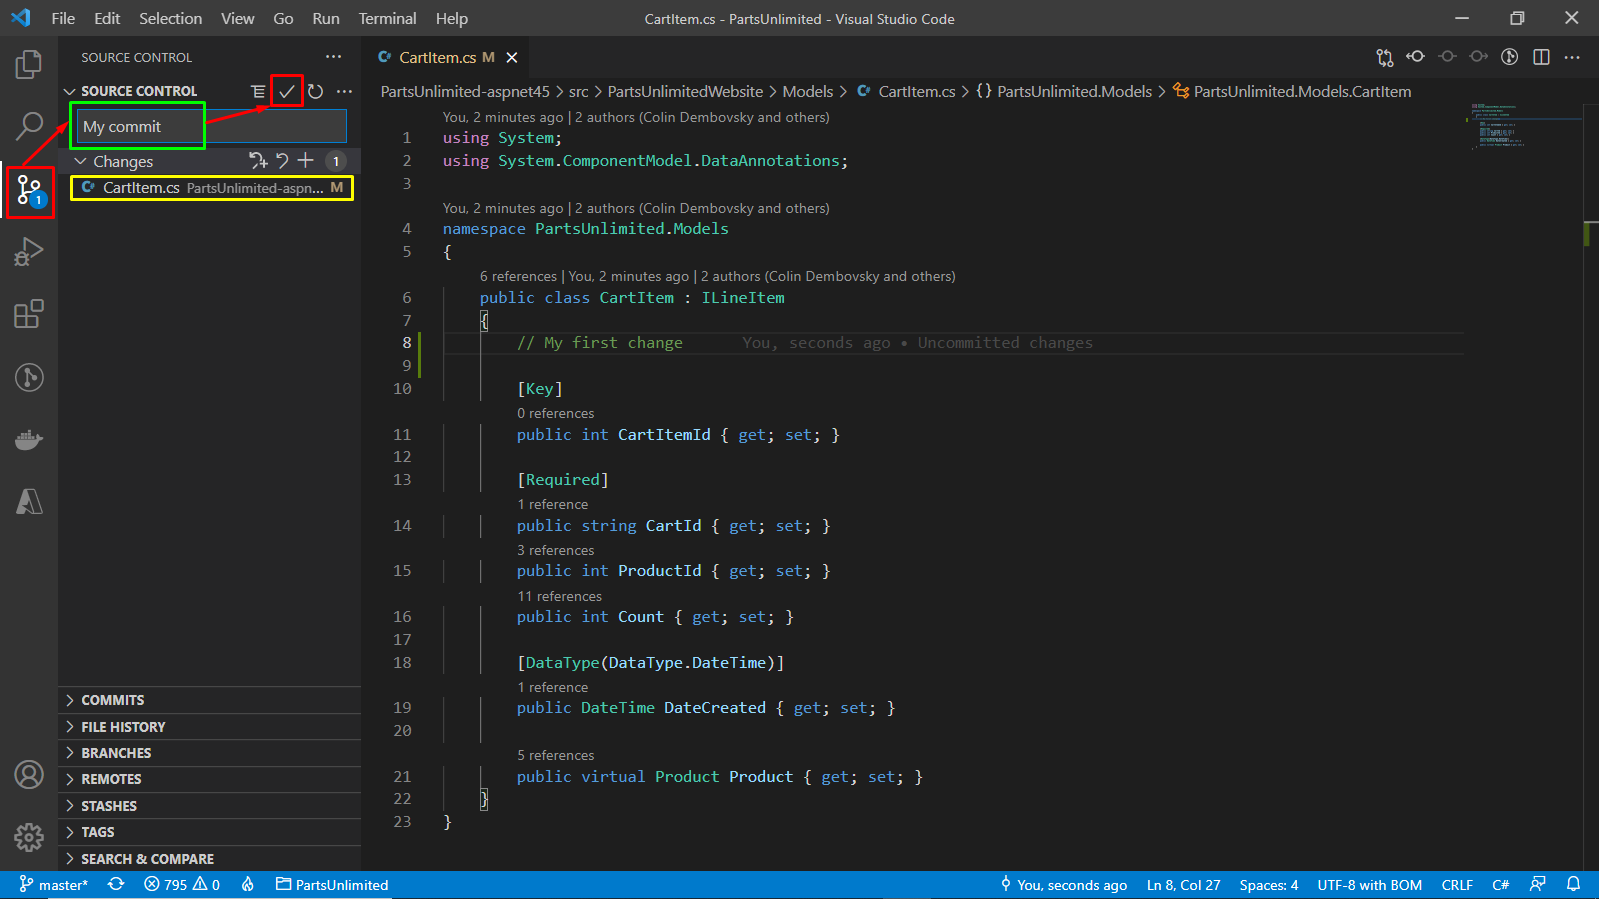 File Edit Selection View Go Run Terminal Help
CartItem.cs - PartsUnlimited - Visual Studio Code
SOURCE CONTROL
SOURCE CONTROL
My commit
Changes 1
CartItem.cs PartsUnlimited-aspn... M
1
COMMITS
FILE HISTORY
BRANCHES
REMOTES
STASHES
TAGS
SEARCH & COMPARE
C# CartItem.cs M
PartsUnlimited-aspnet45 > src > PartsUnlimitedWebsite > Models > C# CartItem.cs > {} PartsUnlimited.Models > PartsUnlimited.Models.CartItem
You, 2 minutes ago | 2 authors (Colin Dembovsky and others)
1 using System;
2 using System.ComponentModel.DataAnnotations;
3
You, 2 minutes ago | 2 authors (Colin Dembovsky and others)
4 namespace PartsUnlimited.Models
5 {
6 references | You, 2 minutes ago | 2 authors (Colin Dembovsky and others)
6 public class CartItem : ILineItem
7 {
8 // My first change You, seconds ago • Uncommitted changes
9
10 [Key]
0 references
11 public int CartItemId { get; set; }
12
13 [Required]
1 reference
14 public string CartId { get; set; }
3 references
15 public int ProductId { get; set; }
11 references
16 public int Count { get; set; }
17
18 [DataType(DataType.DateTime)]
1 reference
19 public DateTime DateCreated { get; set; }
20
5 references
21 public virtual Product Product { get; set; }
22 }
23 }
master* 795 0 PartsUnlimited You, seconds ago Ln 8, Col 27 Spaces: 4 UTF-8 with BOM CRLF C#